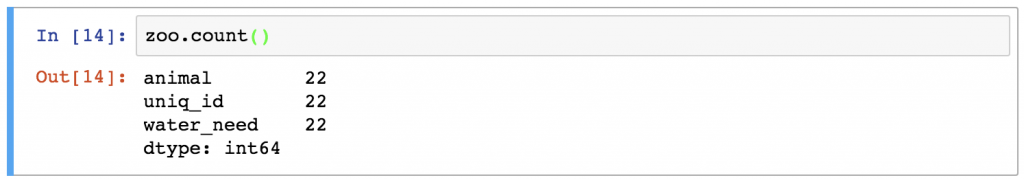 In [14]: zoo.count()
Out[14]: animal 22
uniq_id 22
water_need 22
dtype: int64